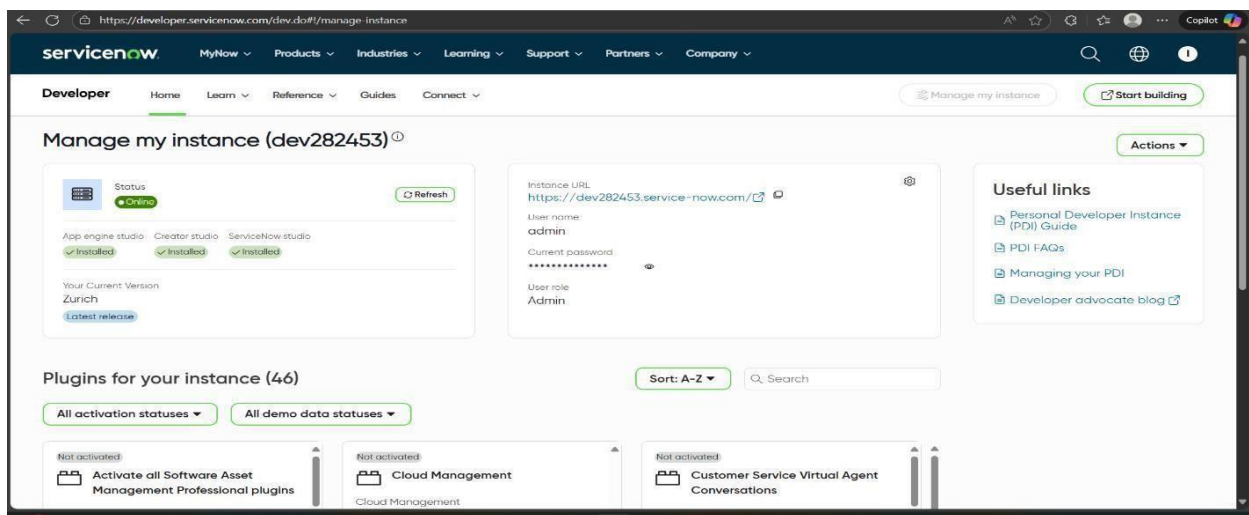 https://developer.servicenow.com/dev.do#!/manage-instance
Copilot
servicenow
MyNow Products Industries Learning Support Partners Company
I
Developer Home Learn Reference Guides Connect Manage my instance Start building
Manage my instance (dev282453)
Actions
Status
Online
Refresh
App engine studio Creator studio ServiceNow studio
Installed Installed Installed
Your Current Version
Zurich
Latest release
Instance URL
https://dev282453.service-now.com/
User name
admin
Current password
**************
User role
Admin
Useful links
Personal Developer Instance
(PDI) Guide
PDI FAQs
Managing your PDI
Developer advocate blog
Plugins for your instance (46)
Sort: A-Z Search
All activation statuses All demo data statuses
Not activated
Activate all Software Asset
Management Professional plugins
Not activated
Cloud Management
Cloud Management
Not activated
Customer Service Virtual Agent
Conversations